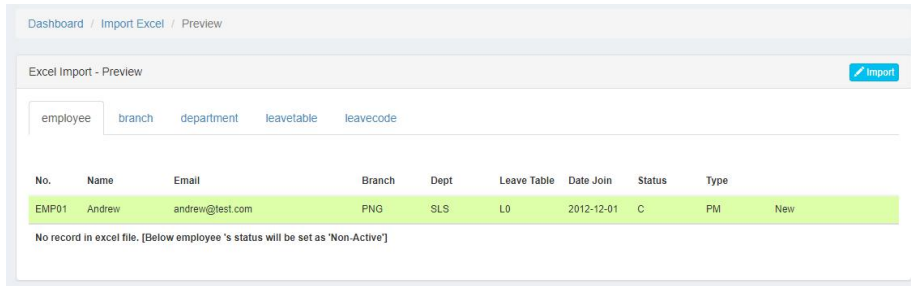 Dashboard / Import Excel / Preview
Excel Import - Preview Import
employee branch department leavetable leavecode
No. Name Email Branch Dept Leave Table Date Join Status Type
EMP01 Andrew andrew@test.com PNG SLS L0 2012-12-01 C PM New
No record in excel file. [Below employee 's status will be set as 'Non-Active']